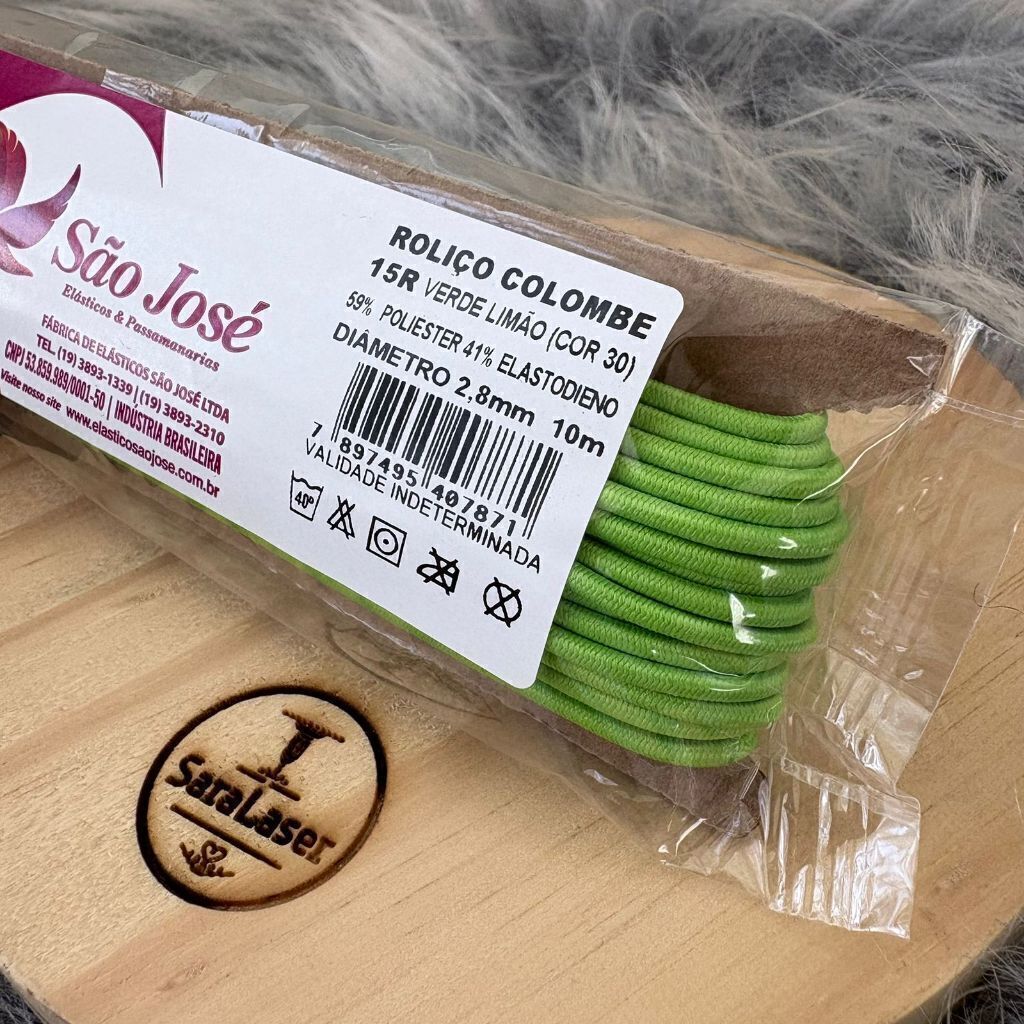 São José
Elásticos & Passamanarias
FÁBRICA DE ELÁSTICOS SÃO JOSÉ LTDA
TEL. (19) 3893-1339 | (19) 3893-2310
CNPJ 53.859.989/0001-50 | INDÚSTRIA BRASILEIRA
Visite nosso site www.elasticosaojose.com.br
ROLIÇO COLOMBE
15R VERDE LIMÃO (COR 30)
59% POLIESTER 41% ELASTODIENO
DIÂMETRO 2,8mm 10m
7 897495 407871
VALIDADE INDETERMINADA
40º
SaraLaser